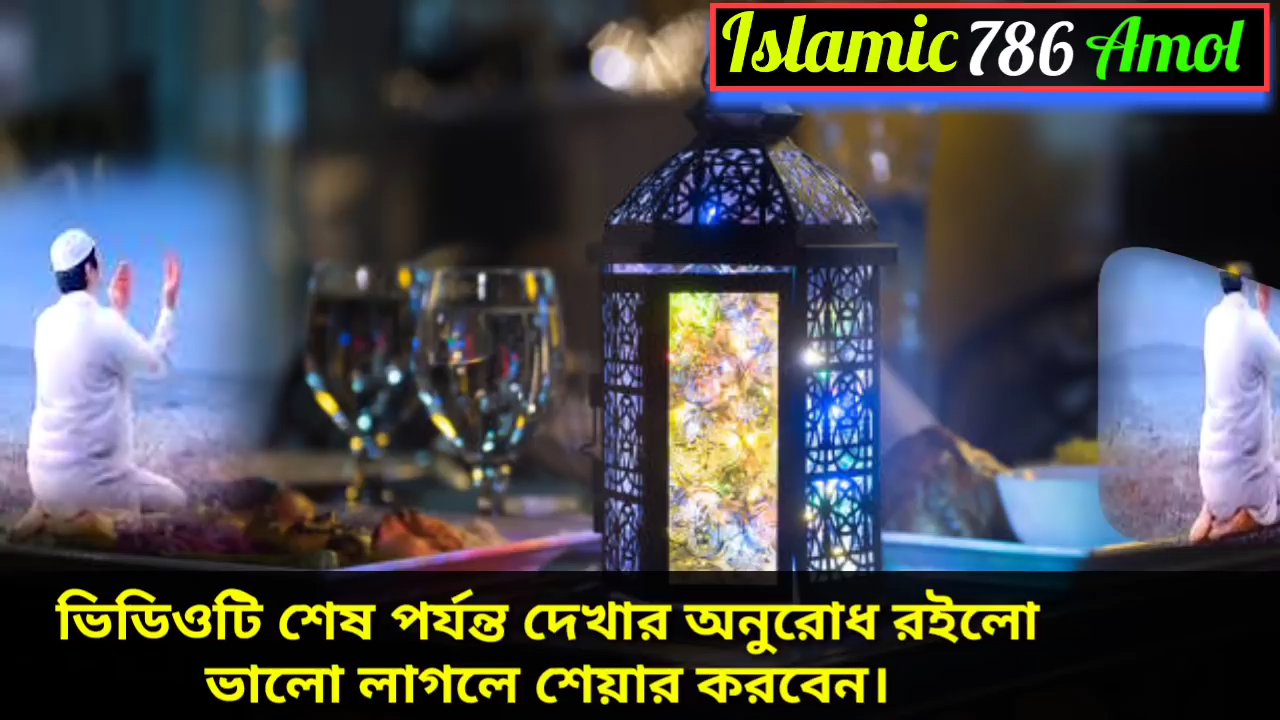 Islamic 786 Amol
ভিডিওটি শেষ পর্যন্ত দেখার অনুরোধ রইলো
ভালো লাগলে শেয়ার করবেন।